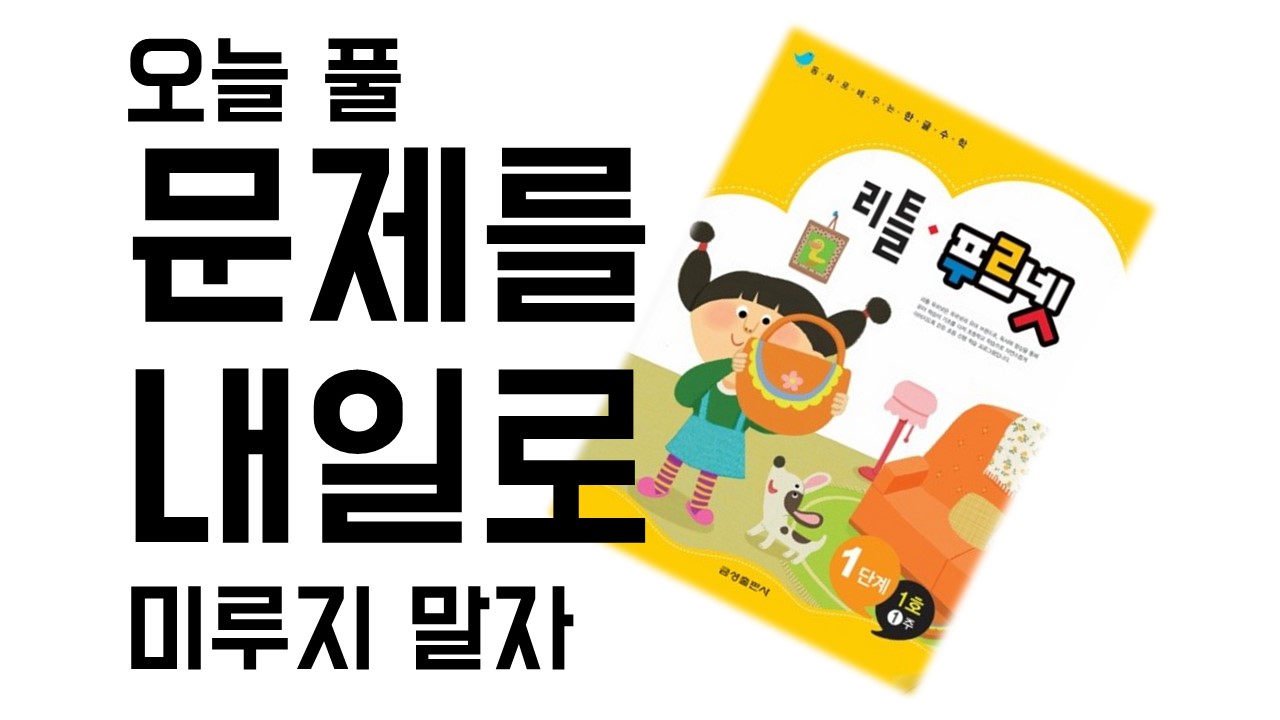 오늘 풀
문제를
내일로
미루지 말자
동·화·로·배·우·는·한·글·수·학
리틀·푸르넷
1단계
1호
1주
금성출판사